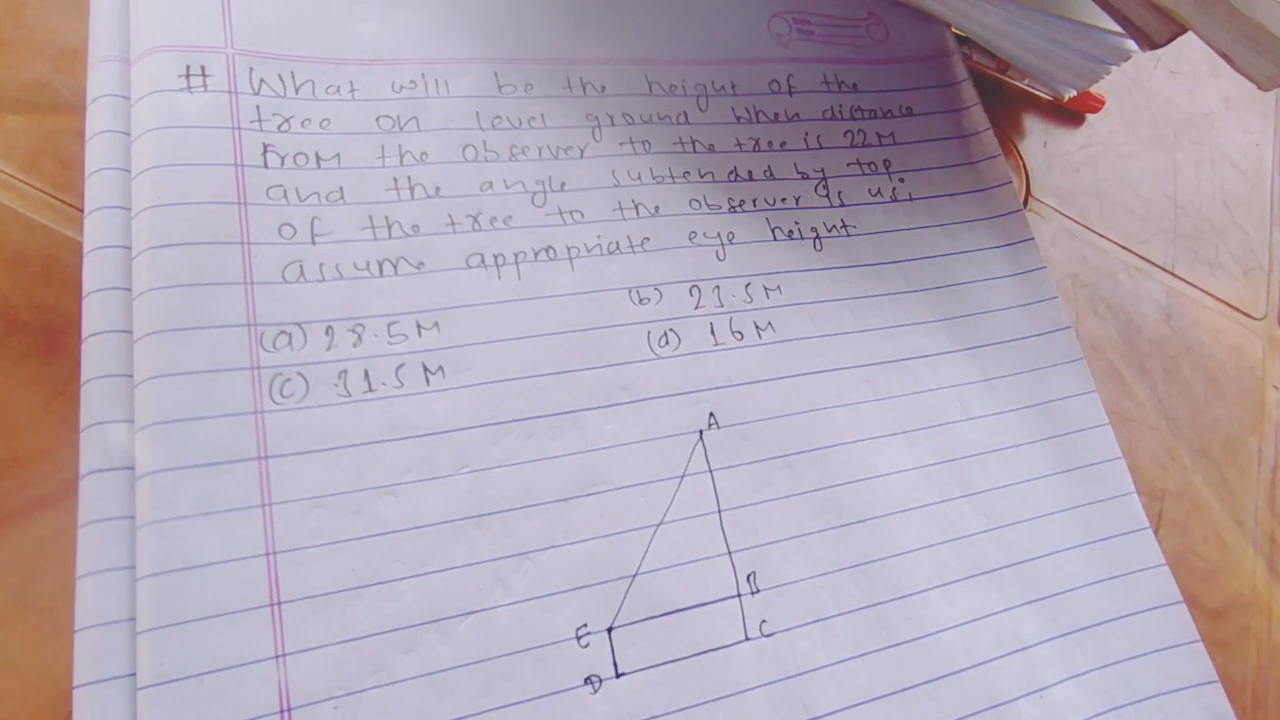 # What will be the height of the
tree on level ground when distance
from the observer to the tree is 22M
and the angle subtended by top
of the tree to the observer is 45°.
assume appropriate eye height
(a) 28.5M
(b) 23.5M
(c) 31.5M
(d) 16M
A
B
E
C
D